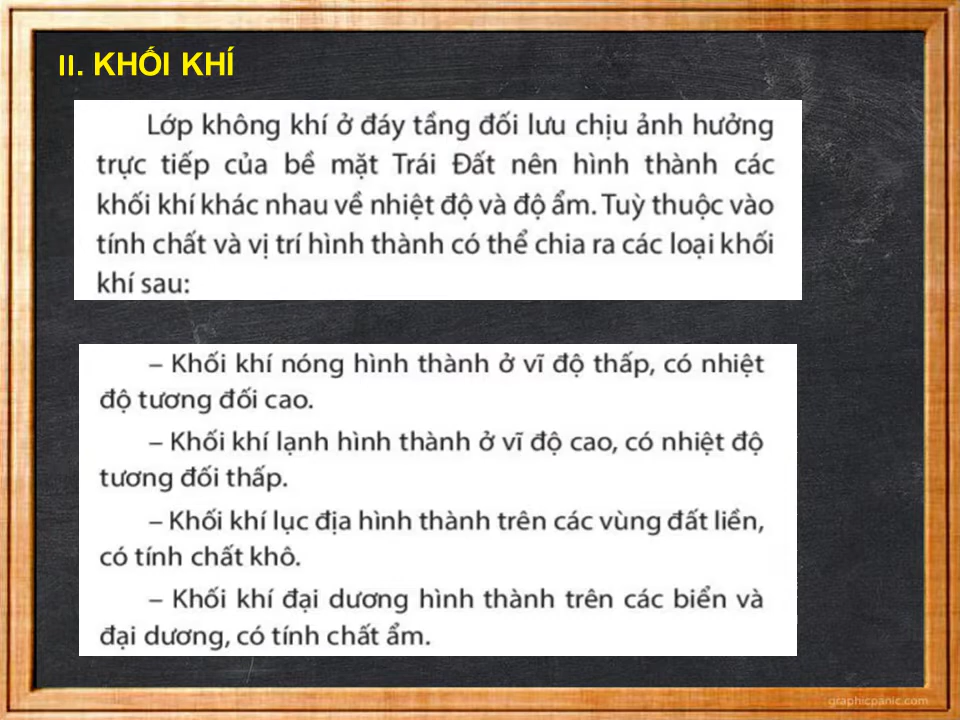 II. KHỐI KHÍ
Lớp không khí ở đáy tầng đối lưu chịu ảnh hưởng
trực tiếp của bề mặt Trái Đất nên hình thành các
khối khí khác nhau về nhiệt độ và độ ẩm. Tuỳ thuộc vào
tính chất và vị trí hình thành có thể chia ra các loại khối
khí sau:
– Khối khí nóng hình thành ở vĩ độ thấp, có nhiệt
độ tương đối cao.
– Khối khí lạnh hình thành ở vĩ độ cao, có nhiệt độ
tương đối thấp.
– Khối khí lục địa hình thành trên các vùng đất liền,
có tính chất khô.
– Khối khí đại dương hình thành trên các biển và
đại dương, có tính chất ẩm.
graphicpanic.com